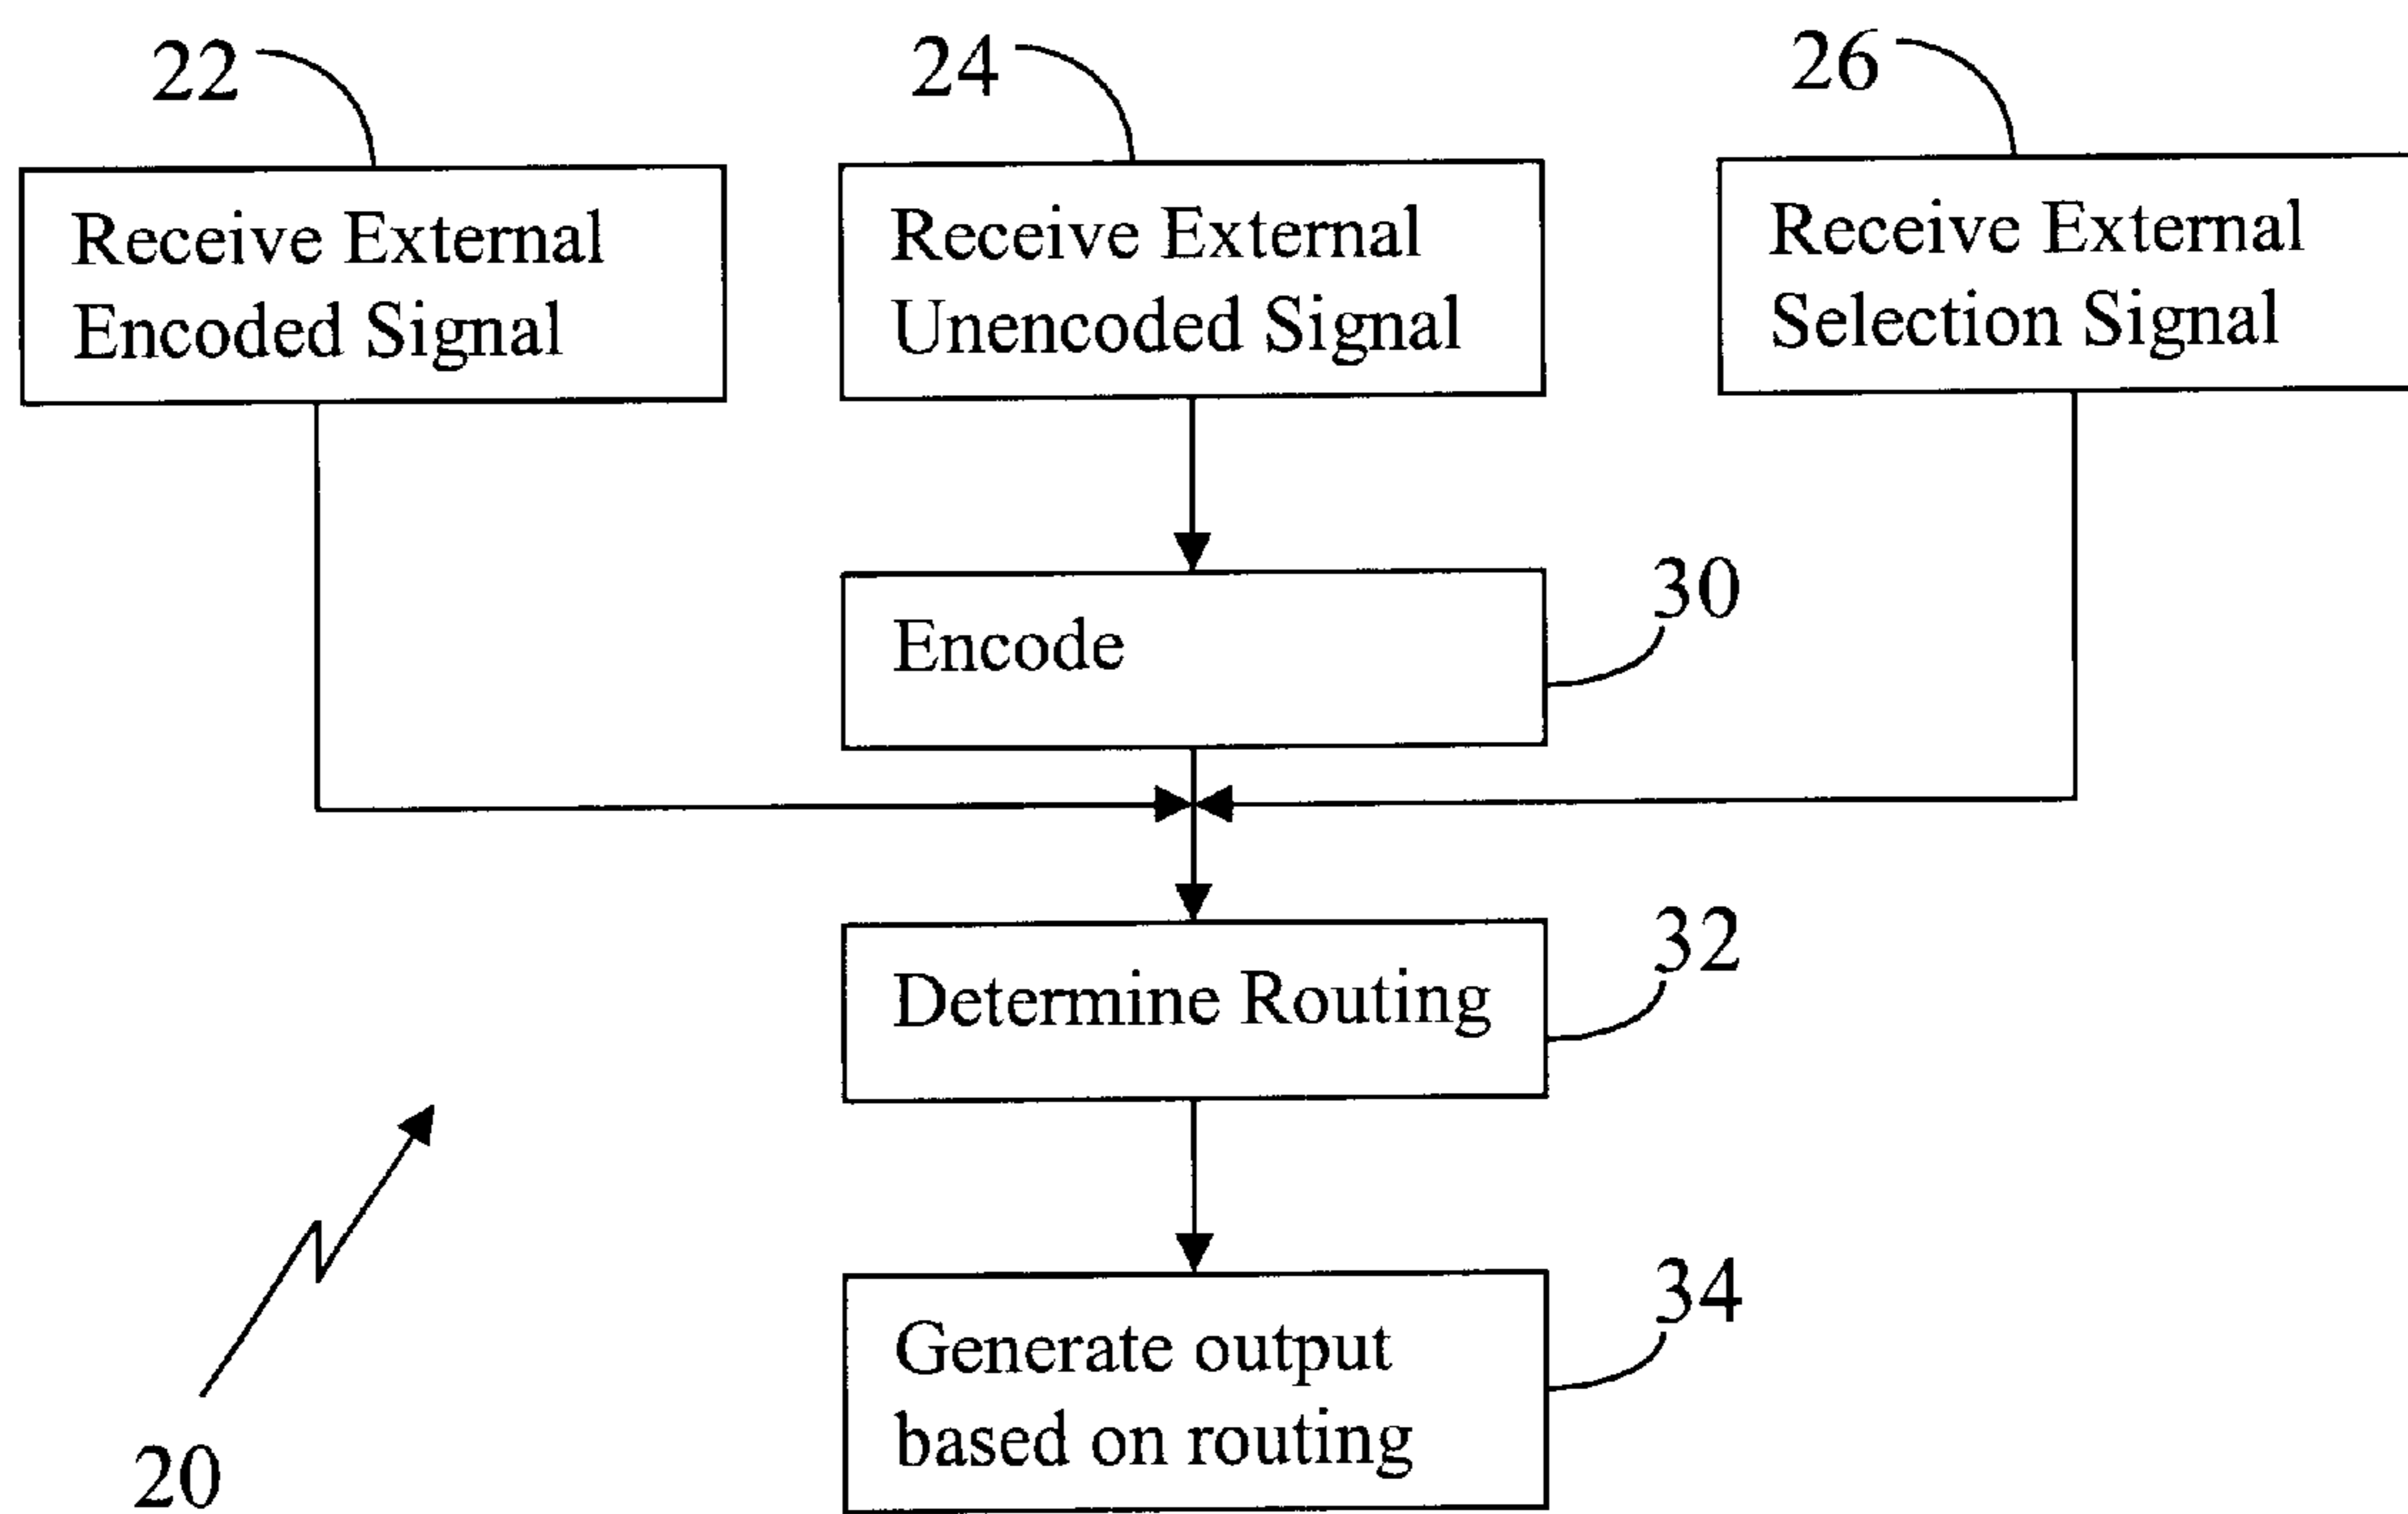 22
24
26
Receive External
Encoded Signal
Receive External
Unencoded Signal
Receive External
Selection Signal
30
Encode
32
Determine Routing
34
Generate output
based on routing
20